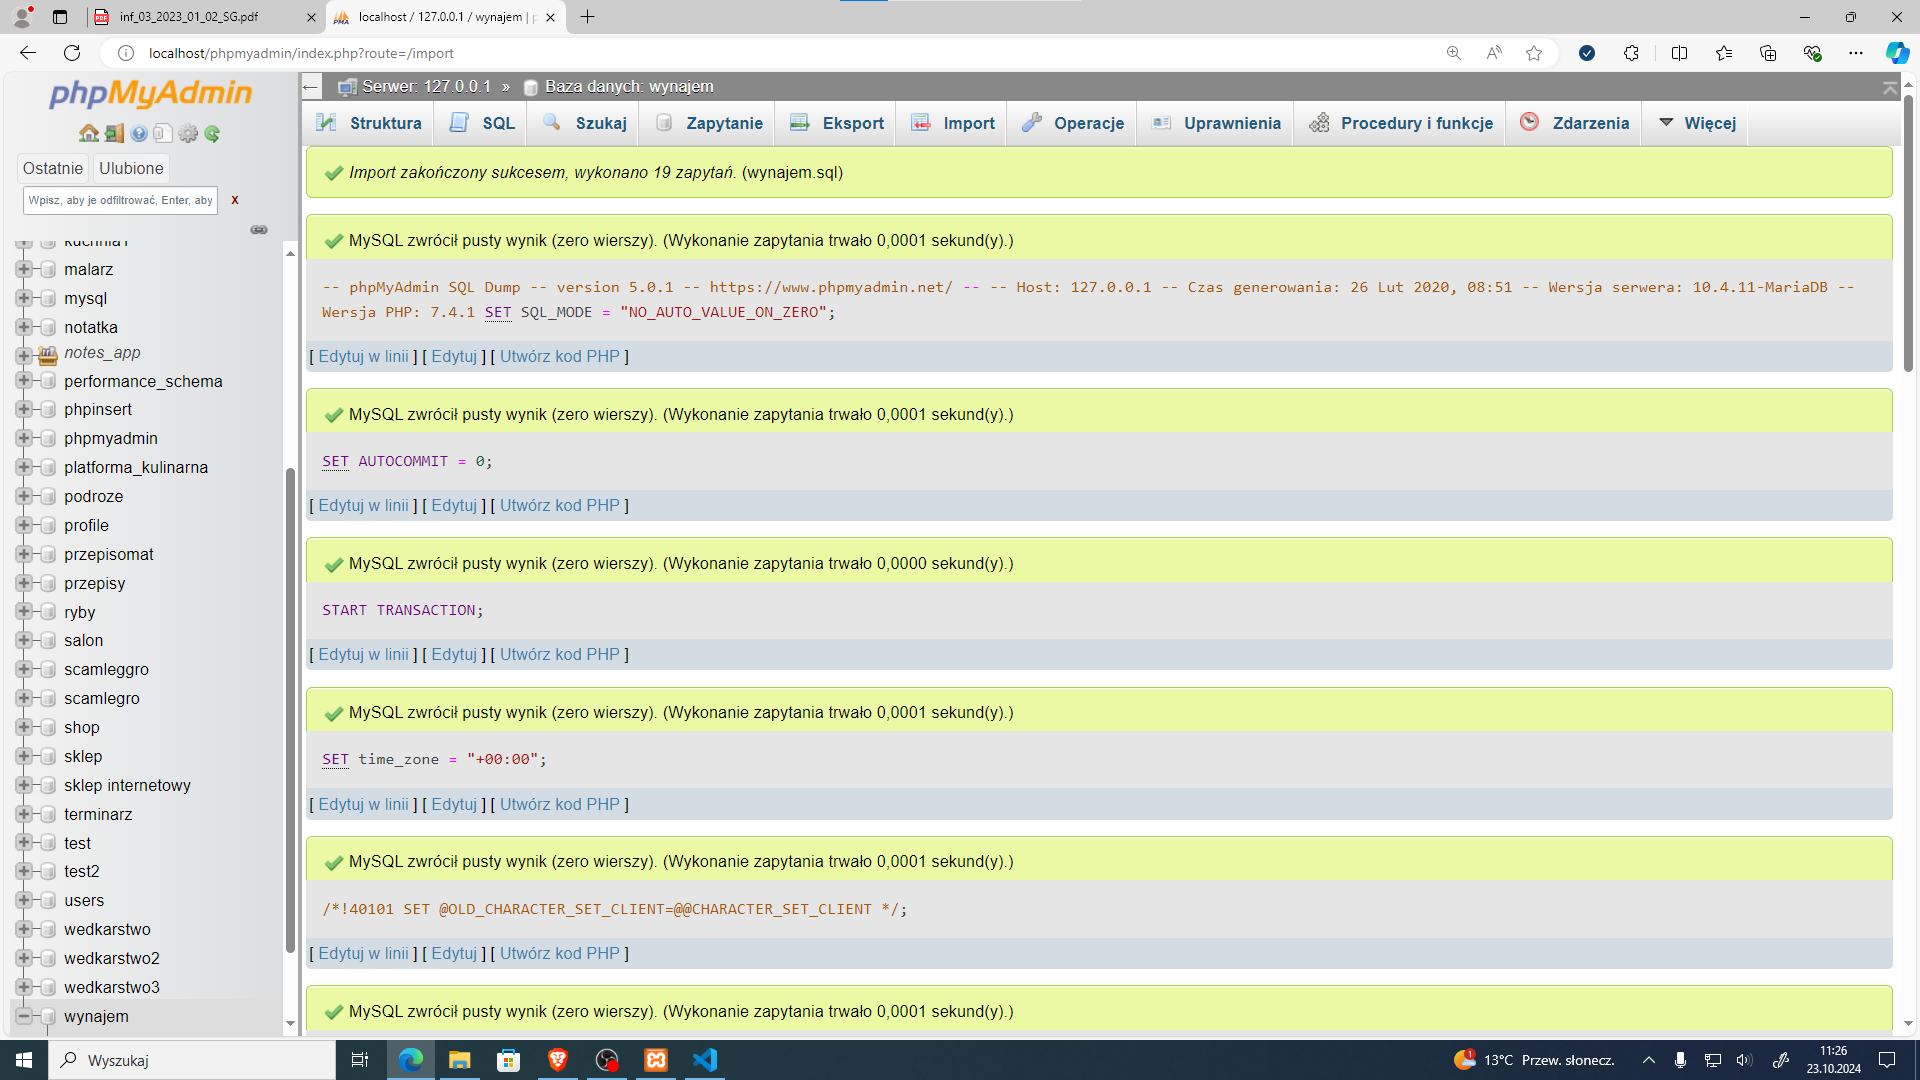 inf_03_2023_01_02_SG.pdf
localhost / 127.0.0.1 / wynajem | p
localhost/phpmyadmin/index.php?route=/import
phpMyAdmin
Ostatnie Ulubione
Wpisz, aby je odfiltrować, Enter, aby
X
kuchnia1
malarz
mysql
notatka
notes_app
performance_schema
phpinsert
phpmyadmin
platforma_kulinarna
podroze
profile
przepisomat
przepisy
ryby
salon
scamleggro
scamlegro
shop
sklep
sklep internetowy
terminarz
test
test2
users
wedkarstwo
wedkarstwo2
wedkarstwo3
wynajem
Serwer: 127.0.0.1 » Baza danych: wynajem
Struktura SQL Szukaj Zapytanie Eksport Import Operacje Uprawnienia Procedury i funkcje Zdarzenia Więcej
Import zakończony sukcesem, wykonano 19 zapytań. (wynajem.sql)
MySQL zwrócił pusty wynik (zero wierszy). (Wykonanie zapytania trwało 0,0001 sekund(y).)
-- phpMyAdmin SQL Dump -- version 5.0.1 -- https://www.phpmyadmin.net/ -- -- Host: 127.0.0.1 -- Czas generowania: 26 Lut 2020, 08:51 -- Wersja serwera: 10.4.11-MariaDB --
Wersja PHP: 7.4.1 SET SQL_MODE = "NO_AUTO_VALUE_ON_ZERO";
[ Edytuj w linii ] [ Edytuj ] [ Utwórz kod PHP ]
MySQL zwrócił pusty wynik (zero wierszy). (Wykonanie zapytania trwało 0,0001 sekund(y).)
SET AUTOCOMMIT = 0;
[ Edytuj w linii ] [ Edytuj ] [ Utwórz kod PHP ]
MySQL zwrócił pusty wynik (zero wierszy). (Wykonanie zapytania trwało 0,0000 sekund(y).)
START TRANSACTION;
[ Edytuj w linii ] [ Edytuj ] [ Utwórz kod PHP ]
MySQL zwrócił pusty wynik (zero wierszy). (Wykonanie zapytania trwało 0,0001 sekund(y).)
SET time_zone = "+00:00";
[ Edytuj w linii ] [ Edytuj ] [ Utwórz kod PHP ]
MySQL zwrócił pusty wynik (zero wierszy). (Wykonanie zapytania trwało 0,0001 sekund(y).)
/*!40101 SET @OLD_CHARACTER_SET_CLIENT=@@CHARACTER_SET_CLIENT */;
[ Edytuj w linii ] [ Edytuj ] [ Utwórz kod PHP ]
MySQL zwrócił pusty wynik (zero wierszy). (Wykonanie zapytania trwało 0,0001 sekund(y).)
Wyszukaj
13°C Przew. słonecz.
11:26
23.10.2024